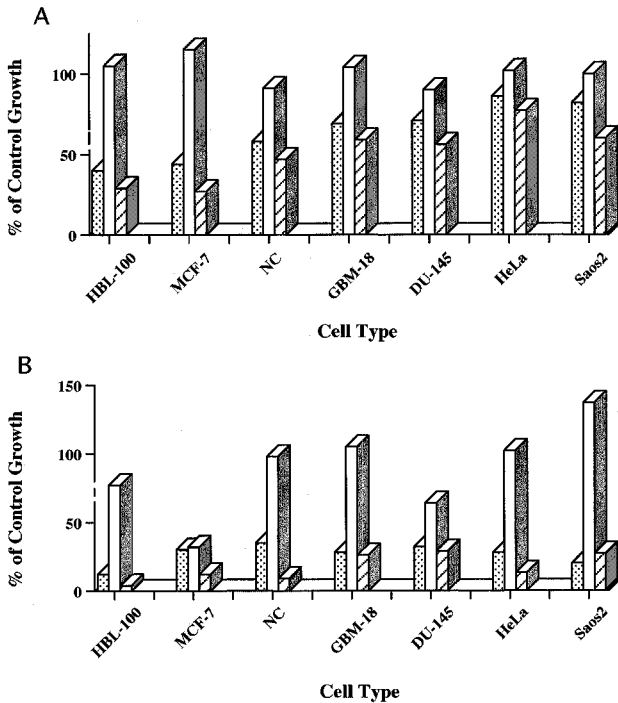 A
% of Control Growth
100
50
0
HBL-100
MCF-7
NC
GBM-18
DU-145
HeLa
Saos2
Cell Type
B
% of Control Growth
150
100
50
0
HBL-100
MCF-7
NC
GBM-18
DU-145
HeLa
Saos2
Cell Type